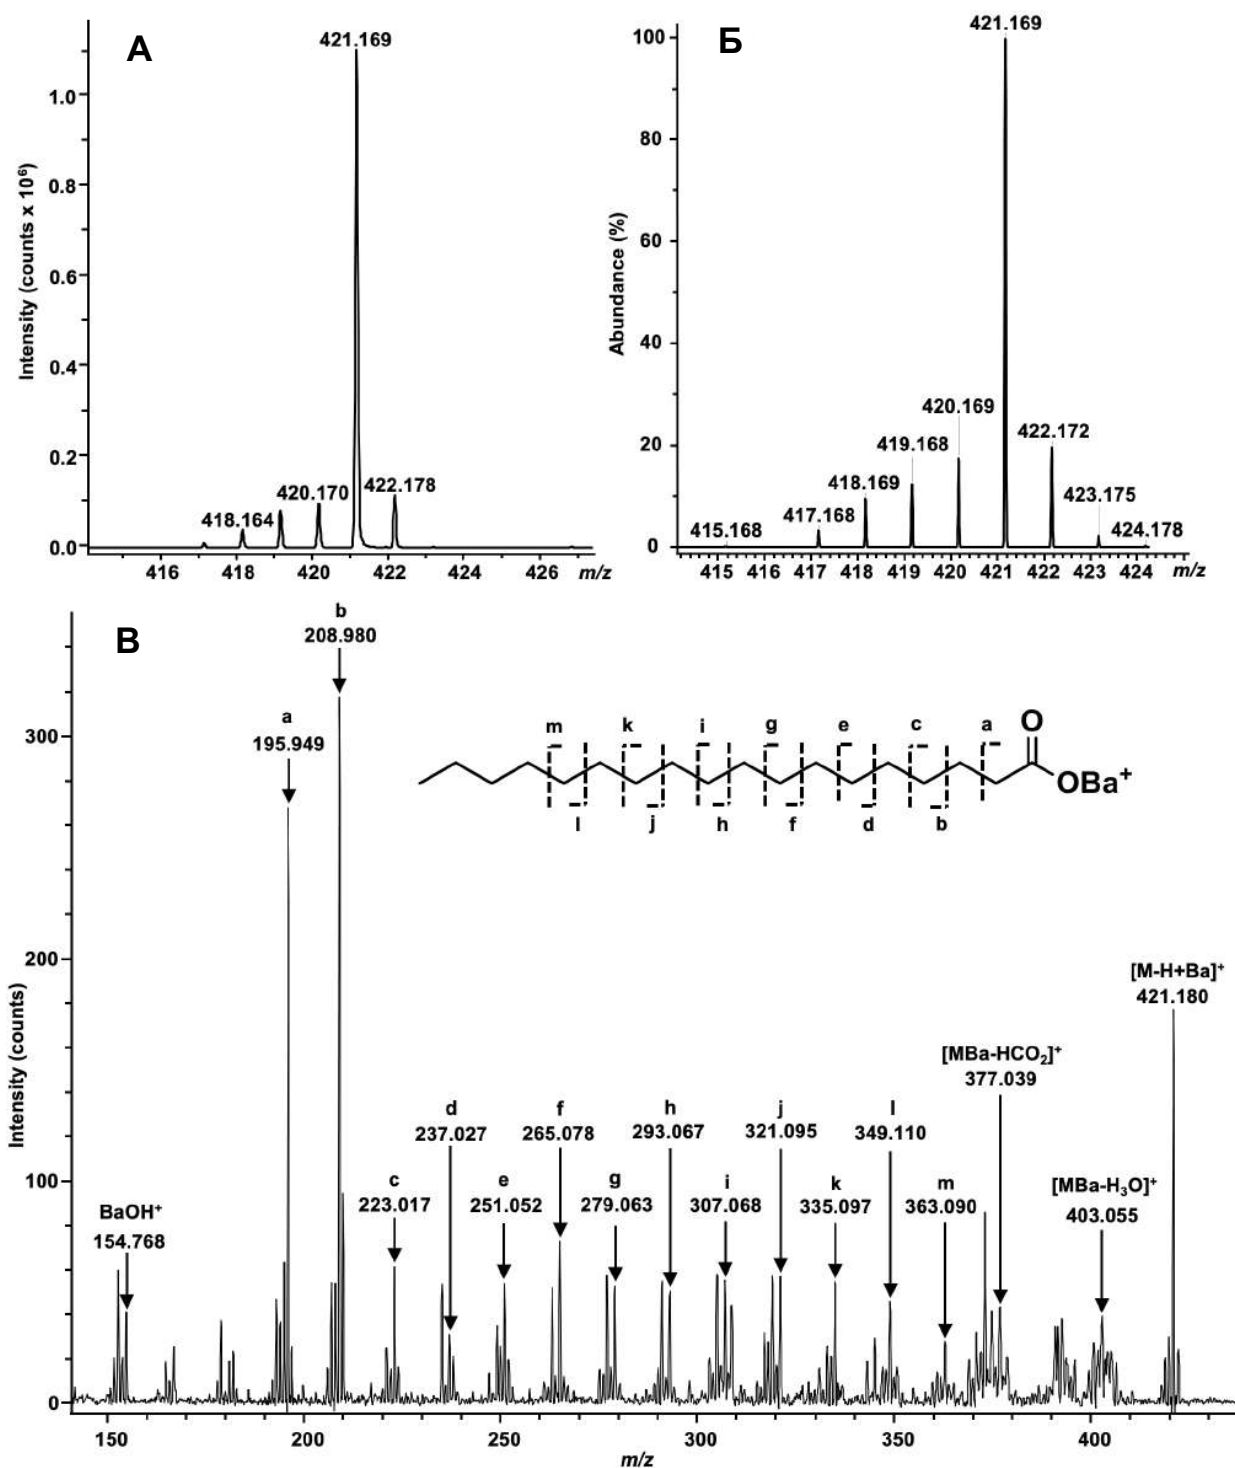 А
421.169
1.0
0.8
0.6
0.4
0.2
0.0
420.170
422.178
418.164
416
418
420
422
424
426
m/z
Intensity (counts x 10⁶)
Б
421.169
100
80
60
40
20
0
420.169
422.172
419.168
418.169
423.175
417.168
415.168
424.178
415
416
417
418
419
420
421
422
423
424
m/z
Abundance (%)
В
b
208.980
a
195.949
300
200
100
0
m
k
i
g
e
c
a
O
OBa⁺
l
j
h
f
d
b
[M-H+Ba]⁺
421.180
[MBa-HCO₂]⁺
377.039
d
237.027
f
265.078
h
293.067
j
321.095
l
349.110
c
223.017
e
251.052
g
279.063
i
307.068
k
335.097
m
363.090
[MBa-H₃O]⁺
403.055
BaOH⁺
154.768
Intensity (counts)
150
200
250
300
350
400
m/z